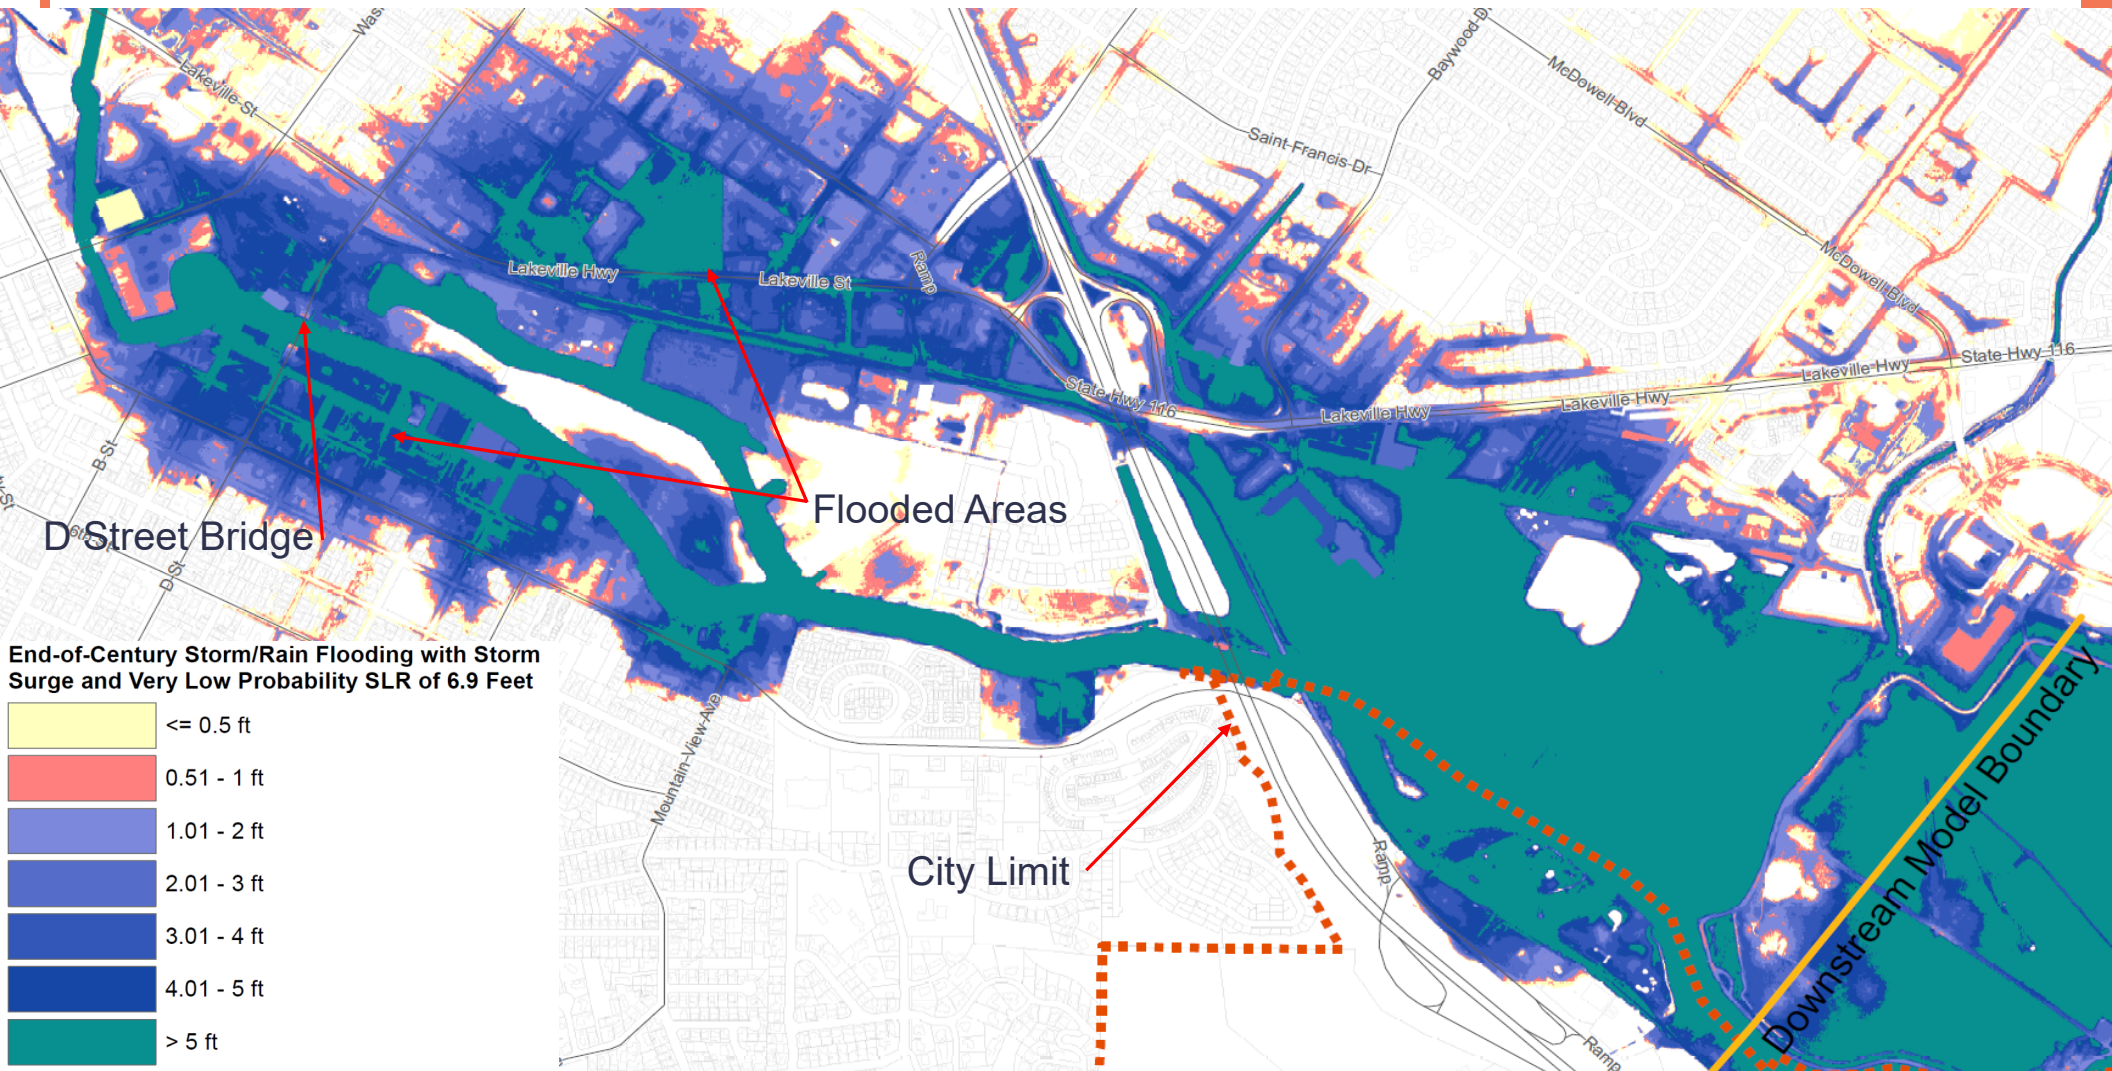 Lakeville St
Baywood Dr
McDowell Blvd
Saint Francis Dr
Ramp
Lakeville Hwy
Lakeville St
McDowell Blvd
State Hwy 116
Lakeville Hwy
State Hwy 116
Lakeville Hwy
Lakeville Hwy
B St
Flooded Areas
D Street Bridge
6th St
D St
End-of-Century Storm/Rain Flooding with Storm
Surge and Very Low Probability SLR of 6.9 Feet
<= 0.5 ft
0.51 - 1 ft
1.01 - 2 ft
2.01 - 3 ft
3.01 - 4 ft
4.01 - 5 ft
> 5 ft
Mountain View Ave
City Limit
Ramp
Downstream Model Boundary
Ramp